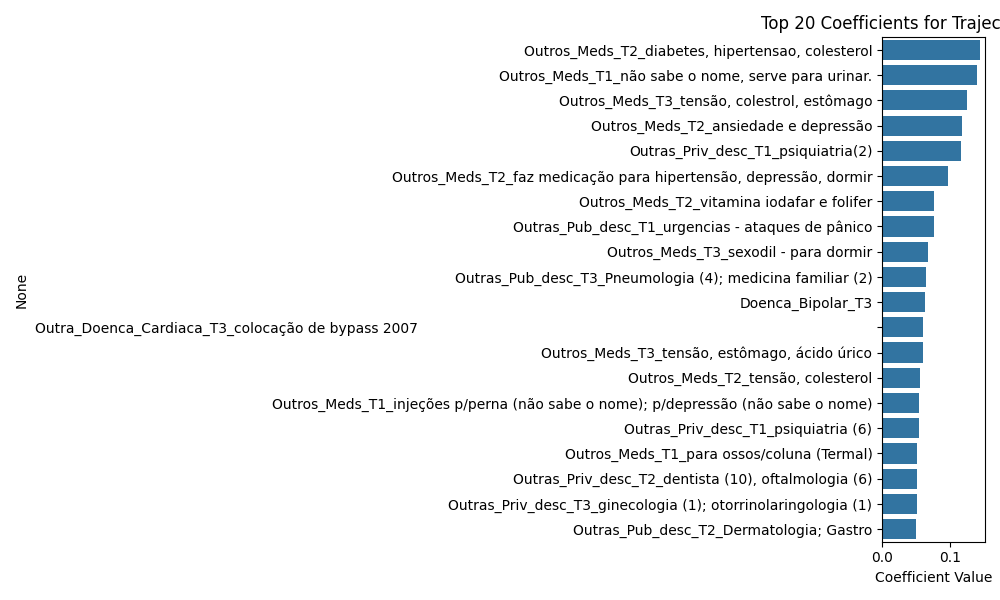 Top 20 Coefficients for Trajec
Outros_Meds_T2_diabetes, hipertensao, colesterol
Outros_Meds_T1_não sabe o nome, serve para urinar.
Outros_Meds_T3_tensão, colestrol, estômago
Outros_Meds_T2_ansiedade e depressão
Outras_Priv_desc_T1_psiquiatria(2)
Outros_Meds_T2_faz medicação para hipertensão, depressão, dormir
Outros_Meds_T2_vitamina iodafar e folifer
Outras_Pub_desc_T1_urgencias - ataques de pânico
Outros_Meds_T3_sexodil - para dormir
Outras_Pub_desc_T3_Pneumologia (4); medicina familiar (2)
Doenca_Bipolar_T3
Outra_Doenca_Cardiaca_T3_colocação de bypass 2007
Outros_Meds_T3_tensão, estômago, ácido úrico
Outros_Meds_T2_tensão, colesterol
Outros_Meds_T1_injeções p/perna (não sabe o nome); p/depressão (não sabe o nome)
Outras_Priv_desc_T1_psiquiatria (6)
Outros_Meds_T1_para ossos/coluna (Termal)
Outras_Priv_desc_T2_dentista (10), oftalmologia (6)
Outras_Priv_desc_T3_ginecologia (1); otorrinolaringologia (1)
Outras_Pub_desc_T2_Dermatologia; Gastro
None
0.0 0.1
Coefficient Value